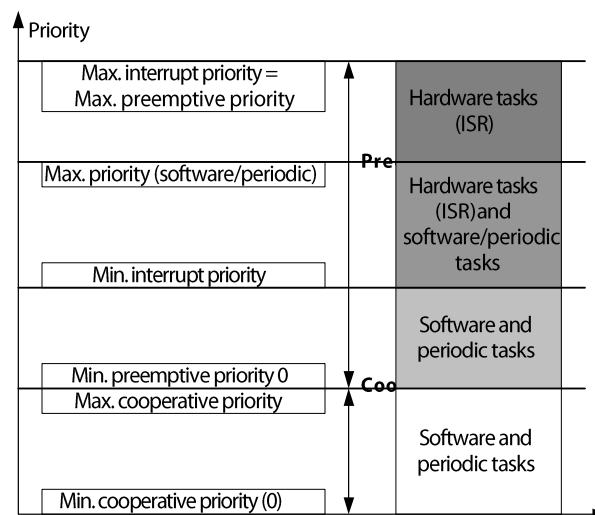 Priority
Max. interrupt priority =
Max. preemptive priority
Hardware tasks
(ISR)
Pre
Max. priority (software/periodic)
Hardware tasks
(ISR)and
software/periodic
tasks
Min. interrupt priority
Software and
periodic tasks
Min. preemptive priority 0
Coo
Max. cooperative priority
Software and
periodic tasks
Min. cooperative priority (0)